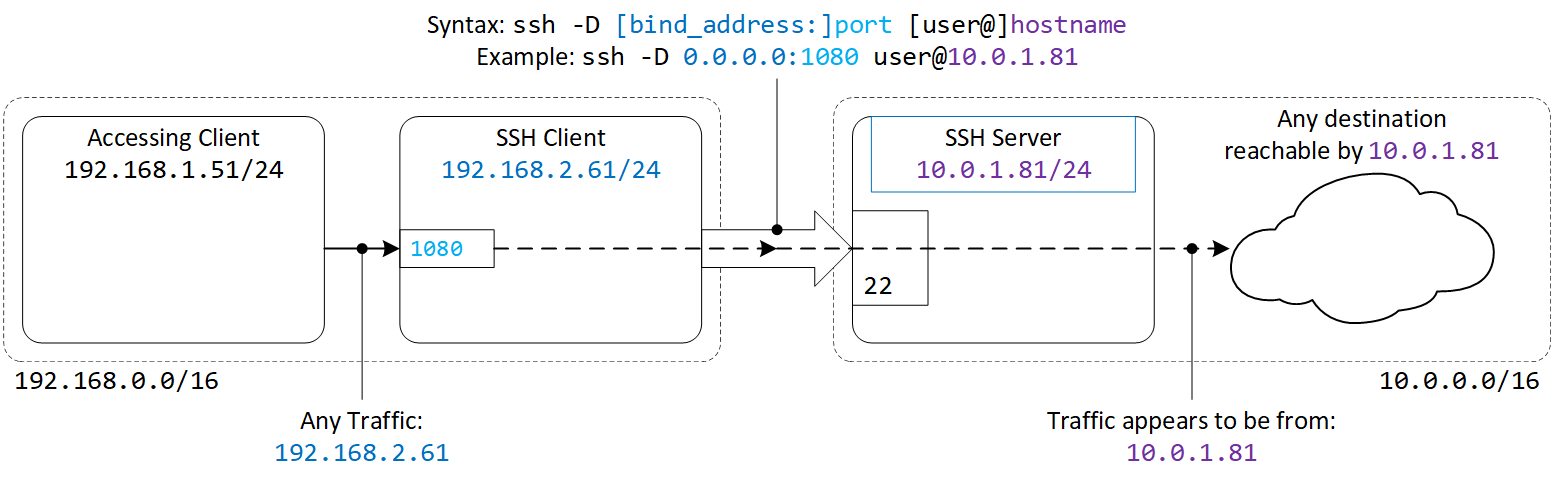 Syntax: ssh -D [bind_address:]port [user@]hostname
Example: ssh -D 0.0.0.0:1080 user@10.0.1.81
Accessing Client
192.168.1.51/24
SSH Client
192.168.2.61/24
SSH Server
10.0.1.81/24
Any destination
reachable by 10.0.1.81
1080
22
192.168.0.0/16
10.0.0.0/16
Any Traffic:
192.168.2.61
Traffic appears to be from:
10.0.1.81